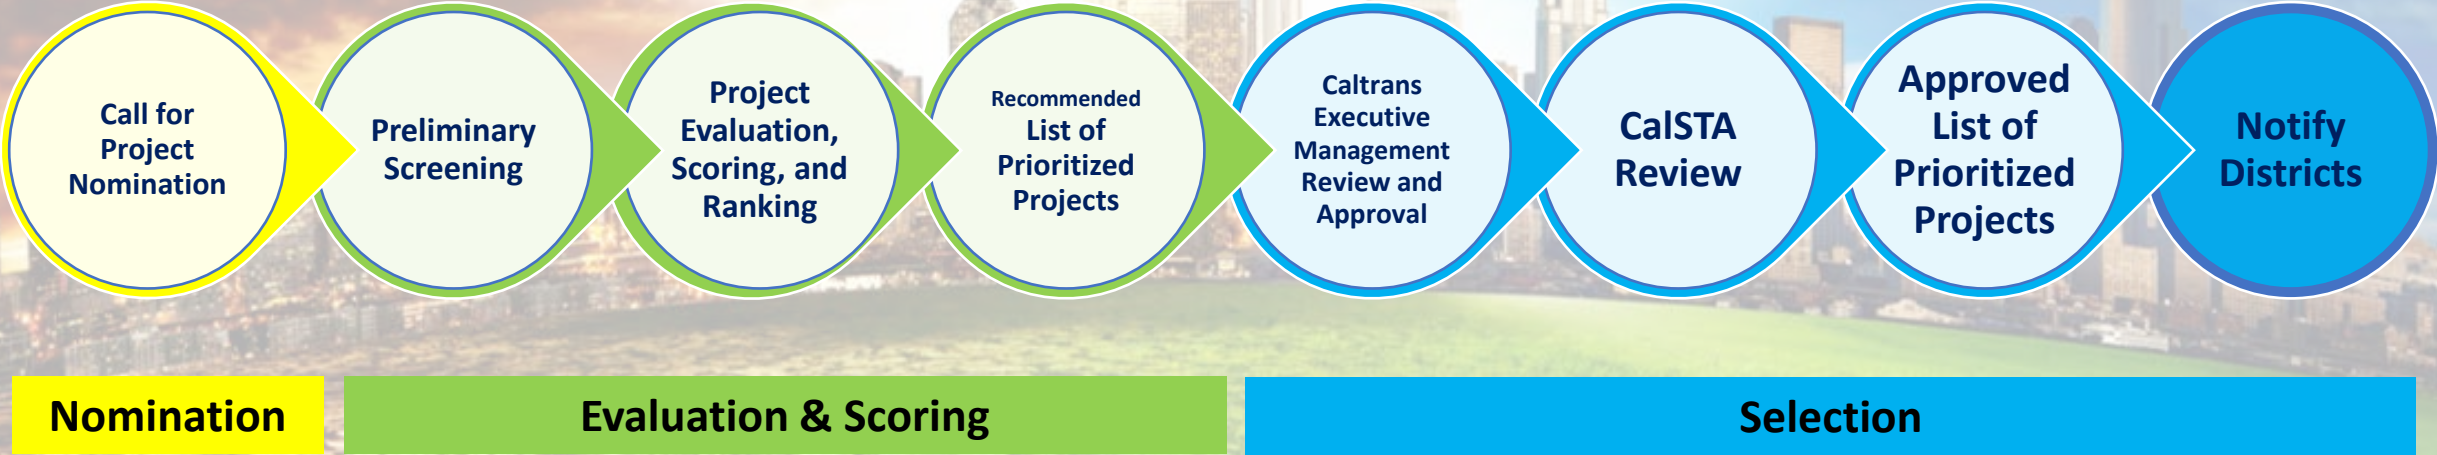 Call for
Project
Nomination
Preliminary
Screening
Project
Evaluation,
Scoring, and
Ranking
Recommended
List of
Prioritized
Projects
Caltrans
Executive
Management
Review and
Approval
CalSTA
Review
Approved
List of
Prioritized
Projects
Notify
Districts
Nomination
Evaluation & Scoring
Selection